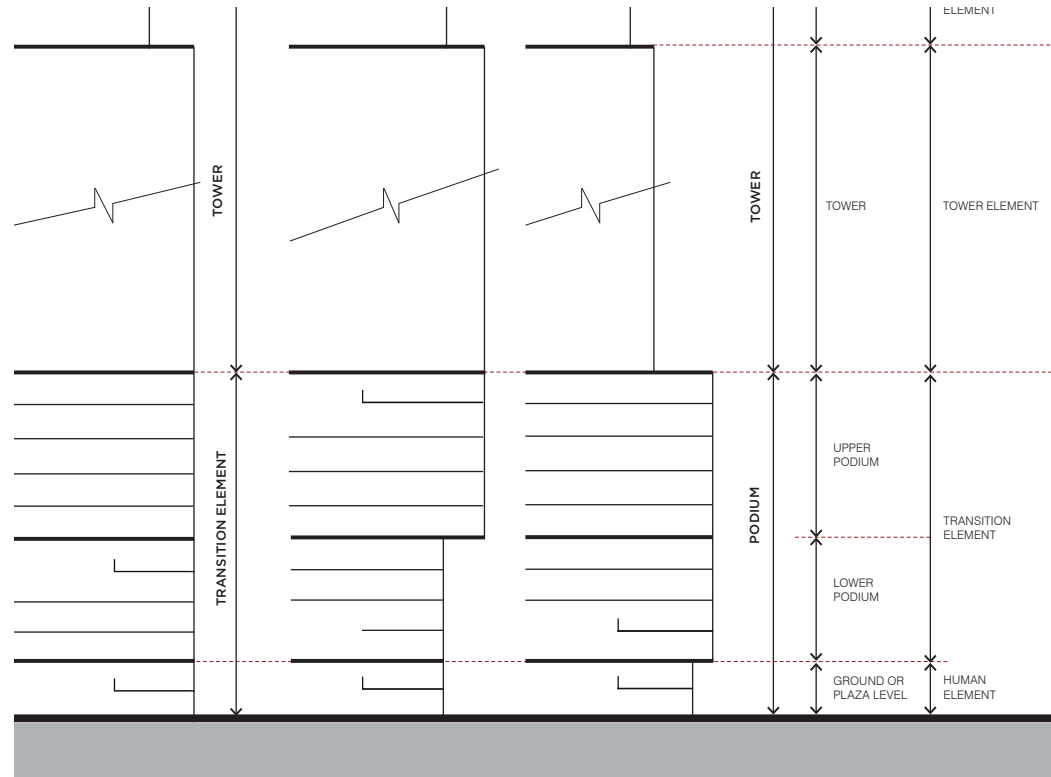 ELEMENT
TOWER
TOWER
TOWER
TOWER ELEMENT
TRANSITION ELEMENT
PODIUM
UPPER
PODIUM
TRANSITION
ELEMENT
LOWER
PODIUM
GROUND OR
PLAZA LEVEL
HUMAN
ELEMENT